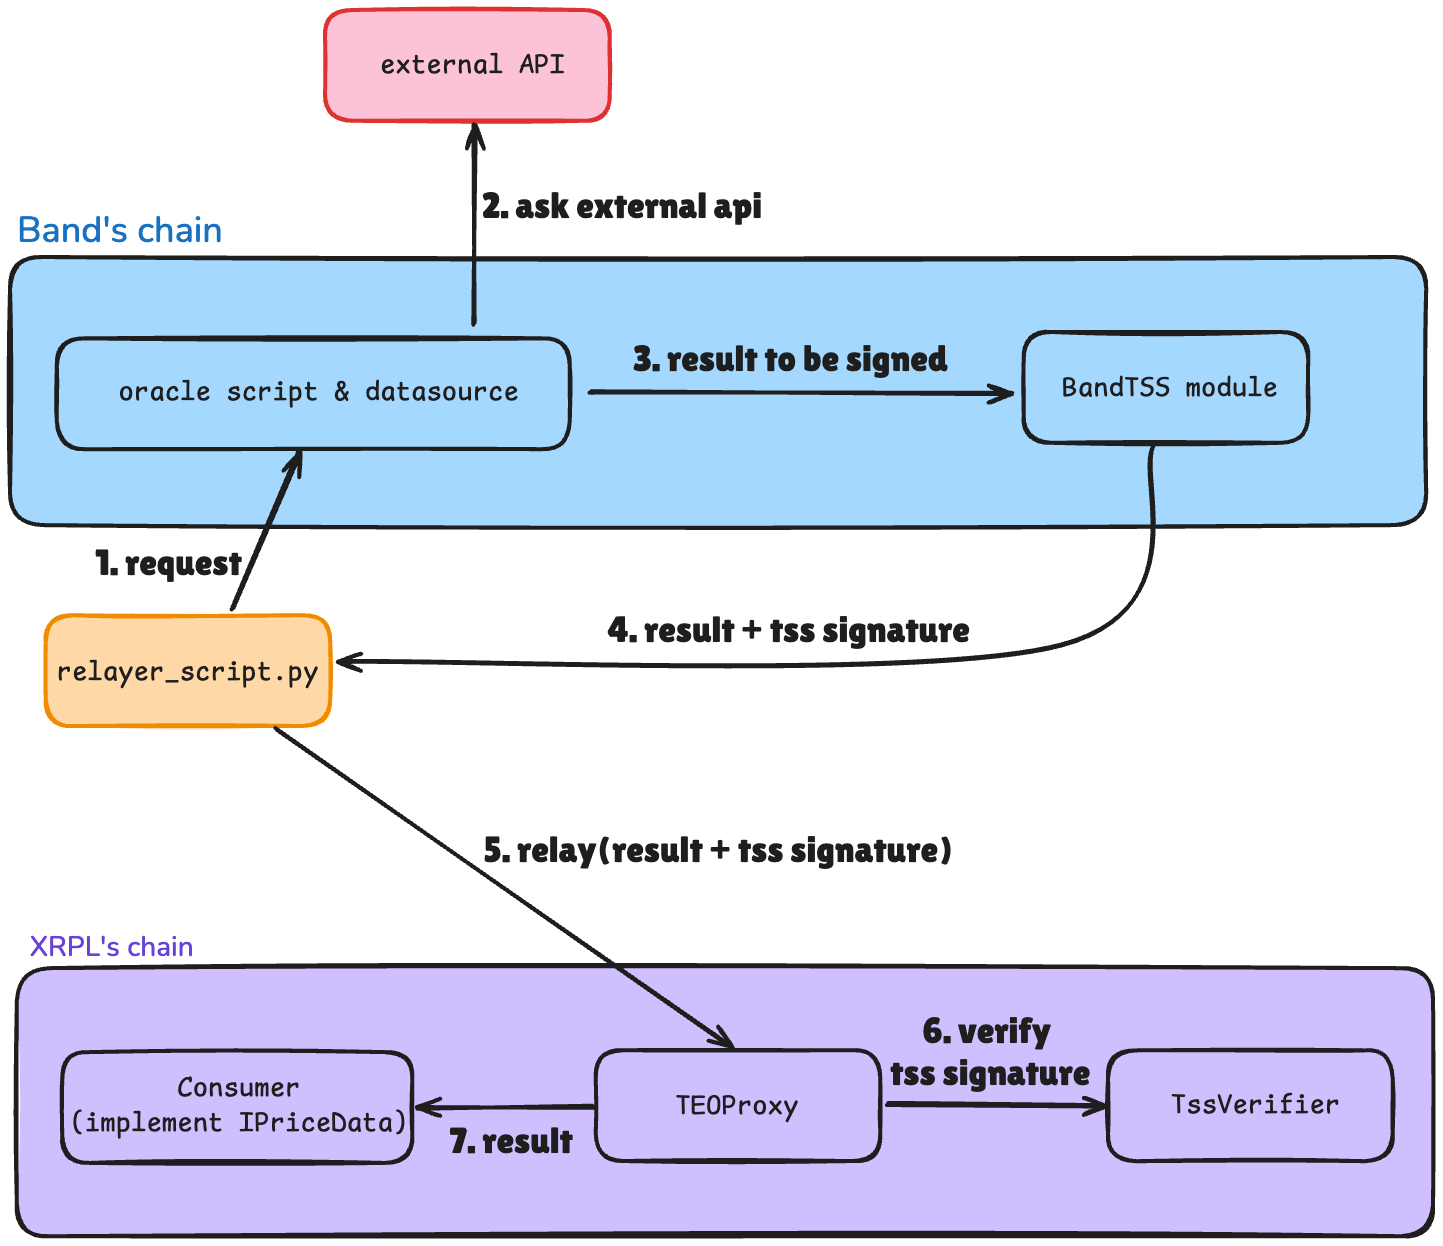 external API
2. ask external api
Band's chain
oracle script & datasource
3. result to be signed
BandTSS module
1. request
4. result + tss signature
relayer_script.py
5. relay(result + tss signature)
XRPL's chain
Consumer
(implement IPriceData)
7. result
TEOProxy
6. verify
tss signature
TssVerifier